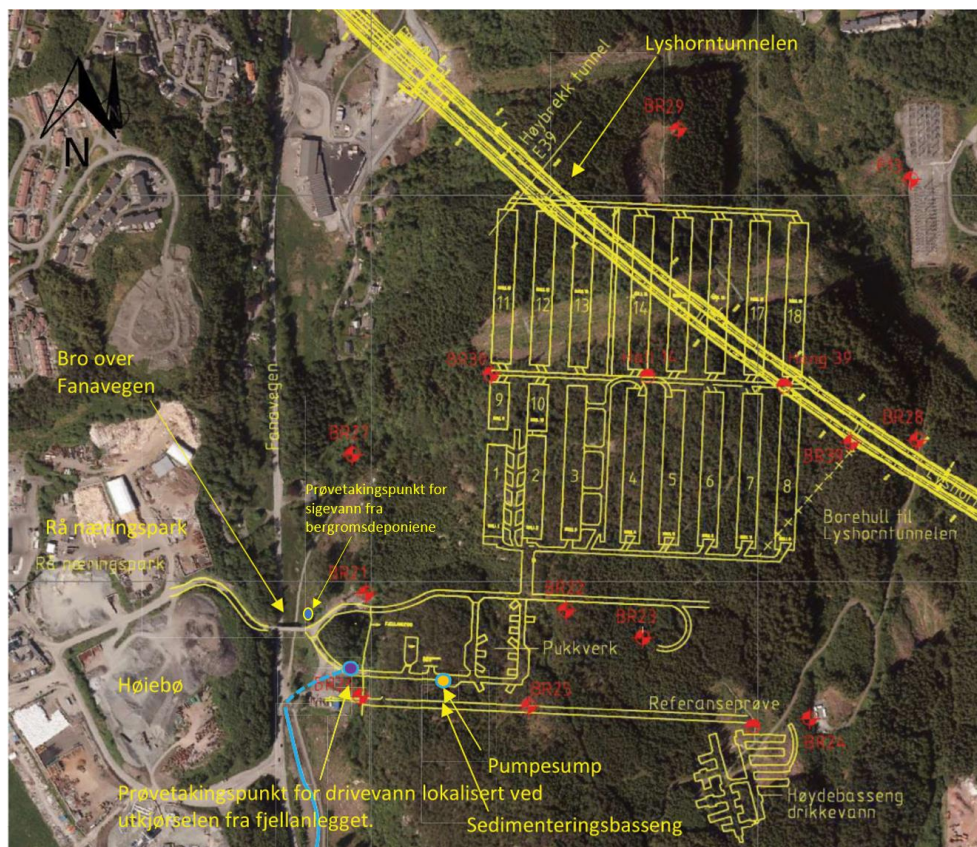 Lyshorntunnelen
Høybrekk tunnel
E39
BR29
N
11
12
13
14
17
18
BR30
Heng 39
Bro over
Fanavegen
Fanavegen
BR27
9
10
1
2
3
4
5
6
7
8
BR39
BR28
Borehull til
Lyshorntunnelen
Prøvetakingspunkt for
sigevann fra
bergromsdeponiene
Rå næringspark
Rå næringspark
BR21
BR22
BR23
Pukkverk
Høiebø
BR25
Referanseprøve
BR24
Pumpesump
Prøvetakingspunkt for drivevann lokalisert ved
utkjørselen fra fjellanlegget.
Sedimenteringsbasseng
Høydebasseng
drikkevann